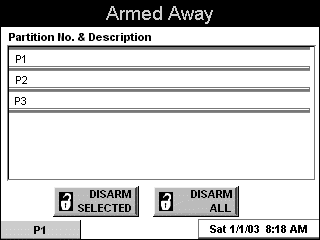 Armed Away
Partition No. & Description
P1
P2
P3
DISARM
SELECTED
DISARM
ALL
P1
Sat 1/1/03 8:18 AM